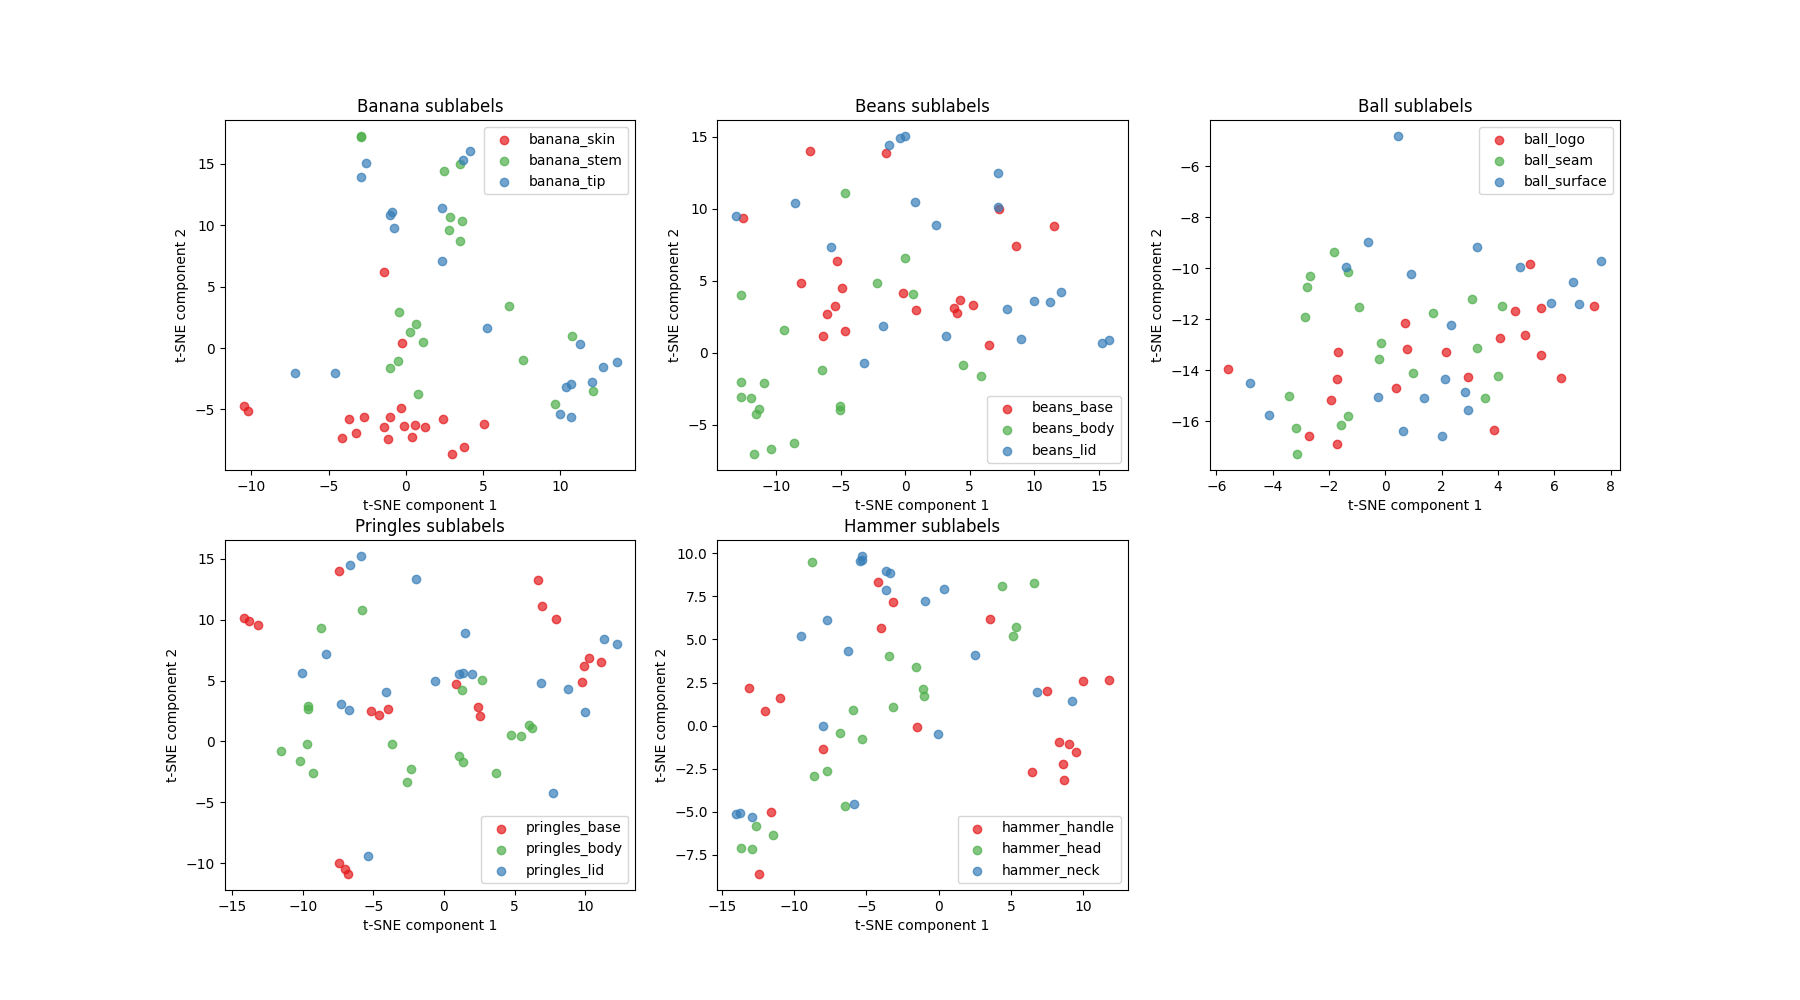 Banana sublabels
banana_skin
banana_stem
banana_tip
15
10
5
0
−5
t-SNE component 2
−10
−5
0
5
10
t-SNE component 1
Beans sublabels
15
10
5
0
−5
t-SNE component 2
beans_base
beans_body
beans_lid
−10
−5
0
5
10
15
t-SNE component 1
Ball sublabels
ball_logo
ball_seam
ball_surface
−6
−8
−10
−12
−14
−16
t-SNE component 2
−6
−4
−2
0
2
4
6
8
t-SNE component 1
Pringles sublabels
15
10
5
0
−5
−10
t-SNE component 2
pringles_base
pringles_body
pringles_lid
−15
−10
−5
0
5
10
t-SNE component 1
Hammer sublabels
10.0
7.5
5.0
2.5
0.0
−2.5
−5.0
−7.5
t-SNE component 2
hammer_handle
hammer_head
hammer_neck
−15
−10
−5
0
5
10
t-SNE component 1